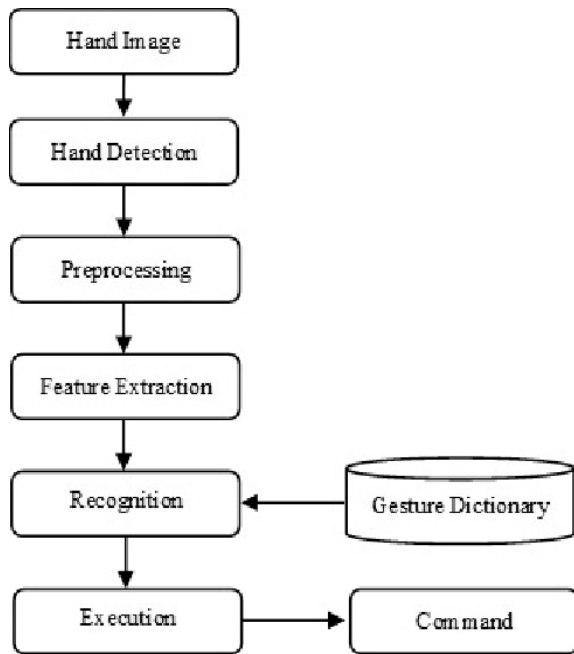 Hand Image
Hand Detection
Preprocessing
Feature Extraction
Recognition
Gesture Dictionary
Execution
Command